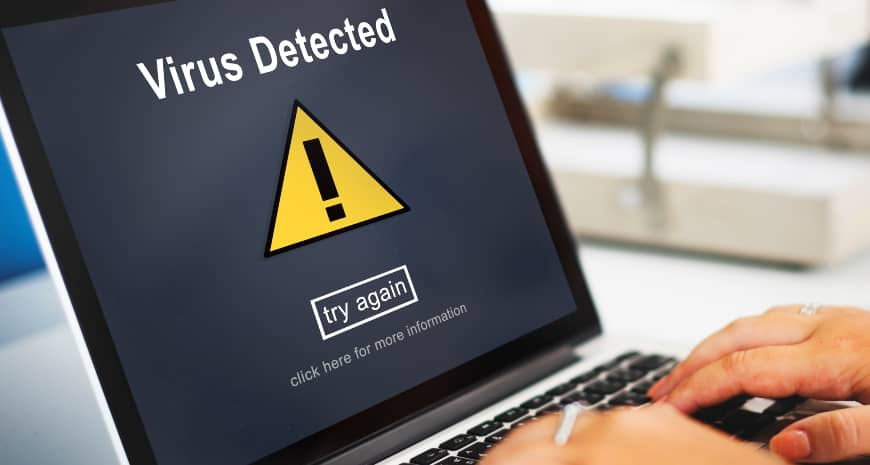 Virus Detected
!
try again
click here for more information